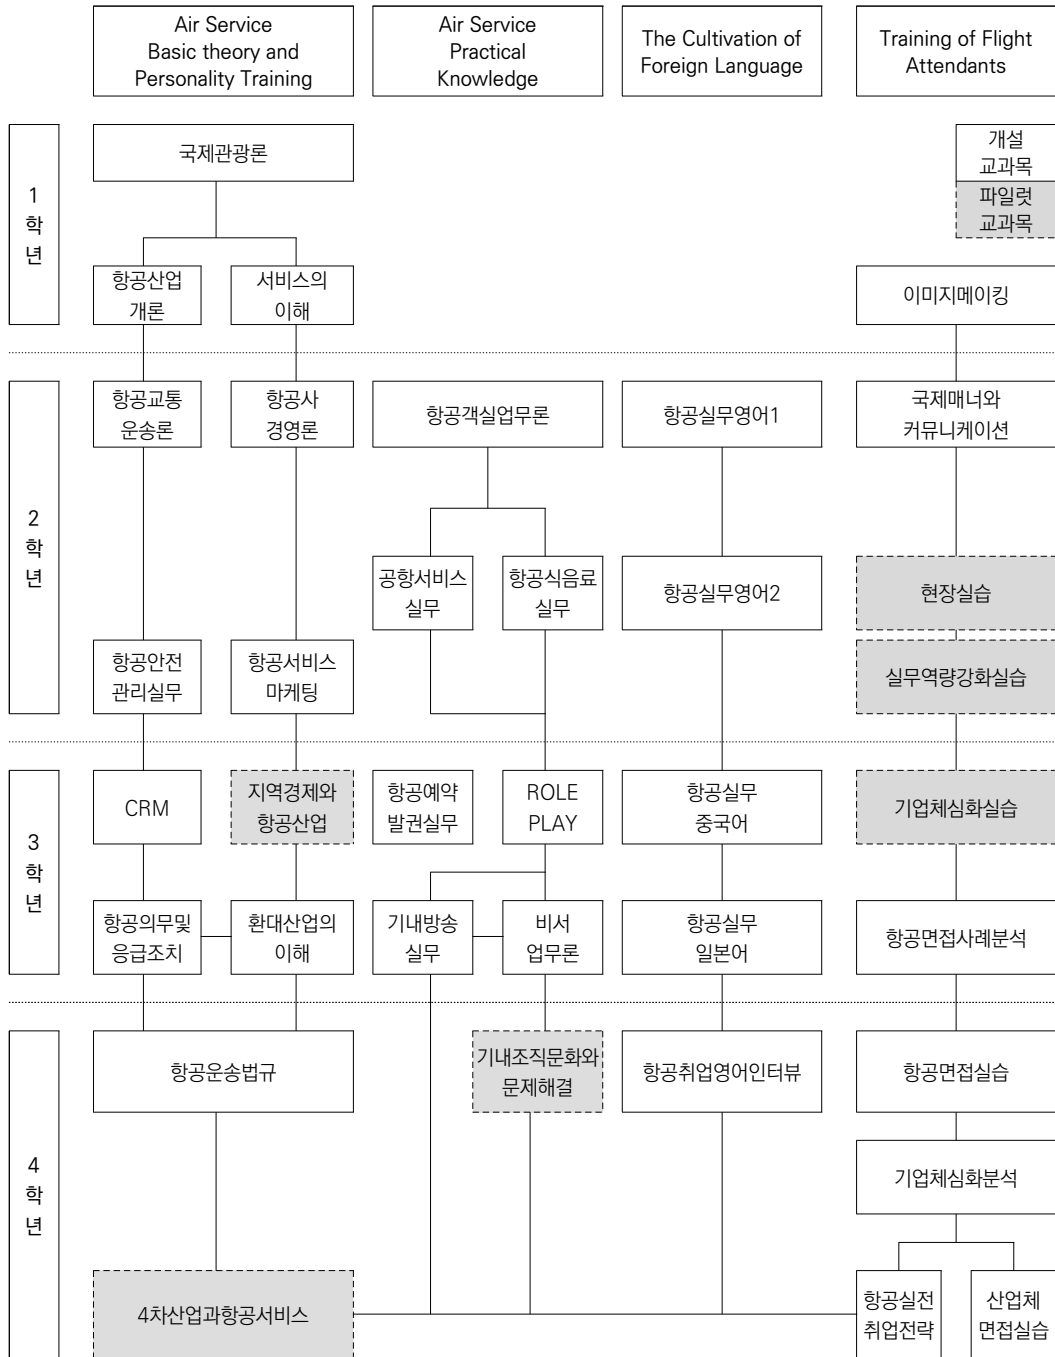 Air Service
Basic theory and
Personality Training
Air Service
Practical
Knowledge
The Cultivation of
Foreign Language
Training of Flight
Attendants
1
학
년
국제관광론
개설
교과목
파일럿
교과목
항공산업
개론
서비스의
이해
이미지메이킹
2
학
년
항공교통
운송론
항공사
경영론
항공객실업무론
항공실무영어1
국제매너와
커뮤니케이션
공항서비스
실무
항공식음료
실무
항공실무영어2
현장실습
항공안전
관리실무
항공서비스
마케팅
실무역량강화실습
3
학
년
CRM
지역경제와
항공산업
항공예약
발권실무
ROLE
PLAY
항공실무
중국어
기업체심화실습
항공의무및
응급조치
환대산업의
이해
기내방송
실무
비서
업무론
항공실무
일본어
항공면접사례분석
4
학
년
항공운송법규
기내조직문화와
문제해결
항공취업영어인터뷰
항공면접실습
기업체심화분석
4차산업과항공서비스
항공실전
취업전략
산업체
면접실습